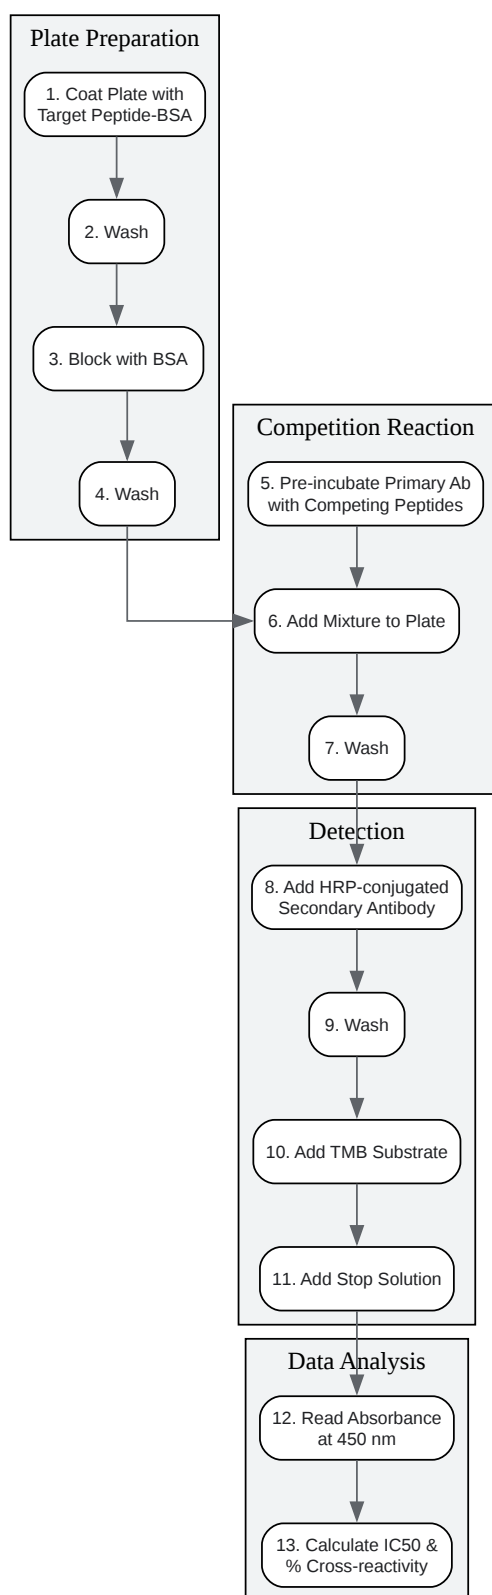 Plate Preparation
1. Coat Plate with
Target Peptide-BSA
2. Wash
3. Block with BSA
4. Wash
Competition Reaction
5. Pre-incubate Primary Ab
with Competing Peptides
6. Add Mixture to Plate
7. Wash
Detection
8. Add HRP-conjugated
Secondary Antibody
9. Wash
10. Add TMB Substrate
11. Add Stop Solution
Data Analysis
12. Read Absorbance
at 450 nm
13. Calculate IC50 &
% Cross-reactivity